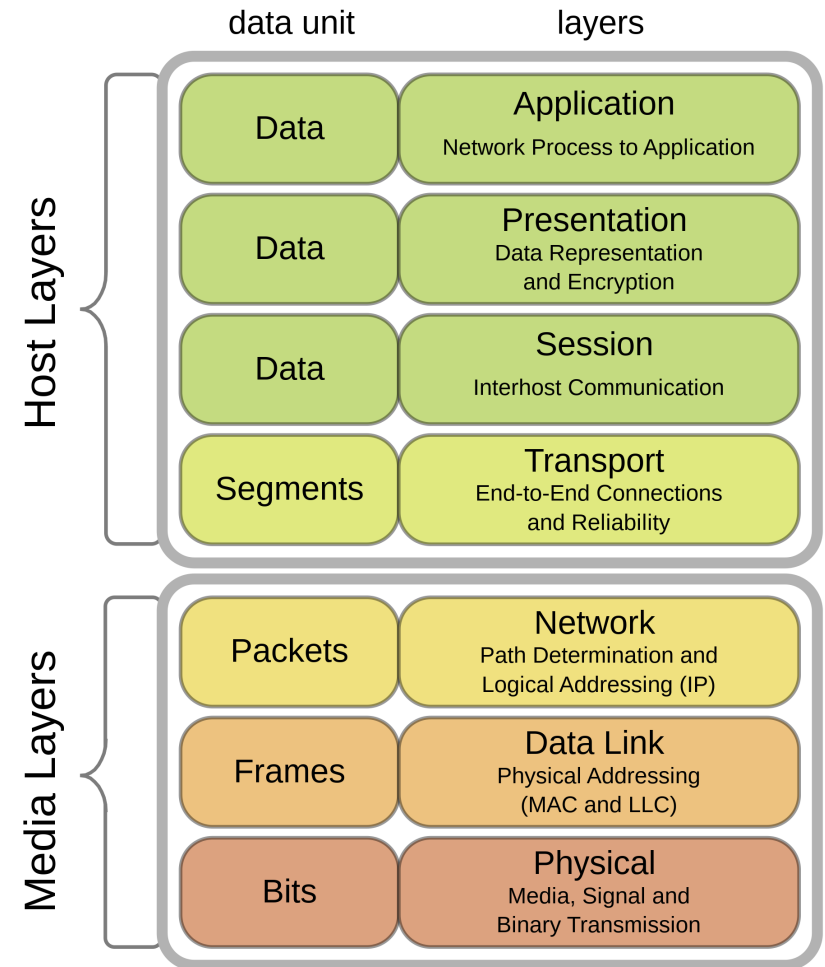 data unit
layers
Host Layers
Data
Application
Network Process to Application
Data
Presentation
Data Representation
and Encryption
Data
Session
Interhost Communication
Segments
Transport
End-to-End Connections
and Reliability
Media Layers
Packets
Network
Path Determination and
Logical Addressing (IP)
Frames
Data Link
Physical Addressing
(MAC and LLC)
Bits
Physical
Media, Signal and
Binary Transmission